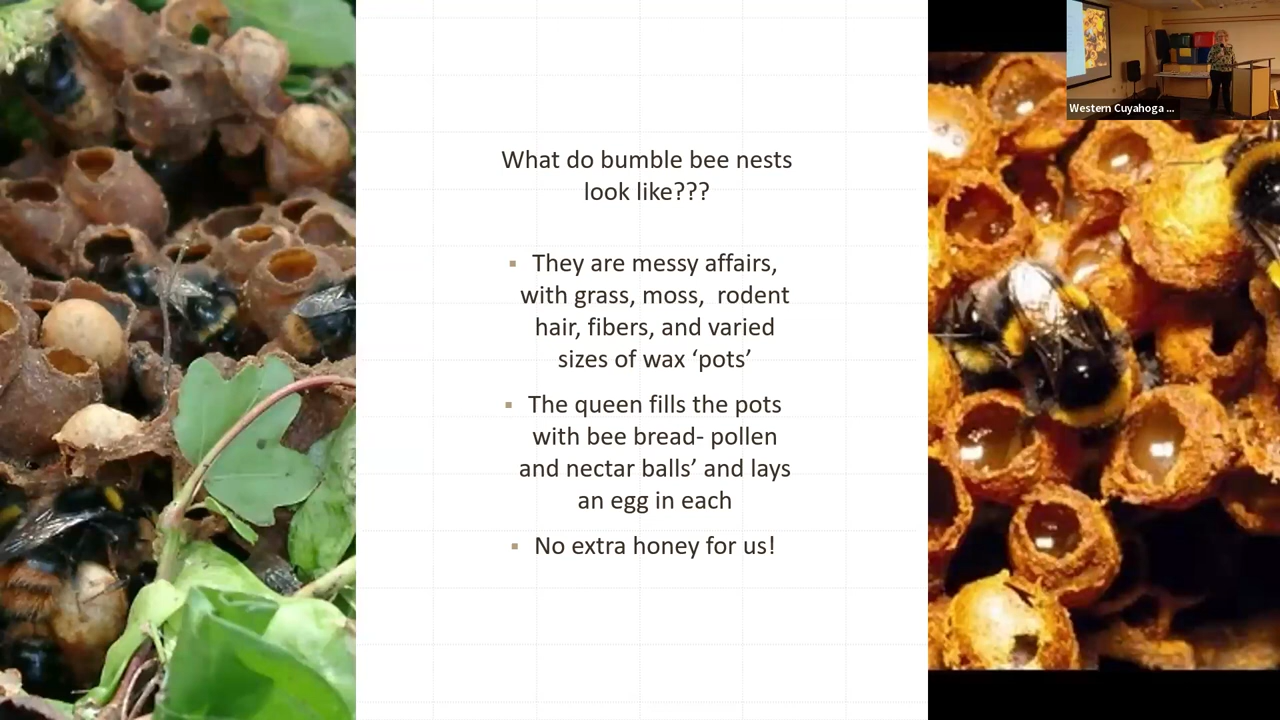 What do bumble bee nests
look like???
▪ They are messy affairs,
with grass, moss, rodent
hair, fibers, and varied
sizes of wax ‘pots’
▪ The queen fills the pots
with bee bread- pollen
and nectar balls’ and lays
an egg in each
▪ No extra honey for us!
Western Cuyahoga ...